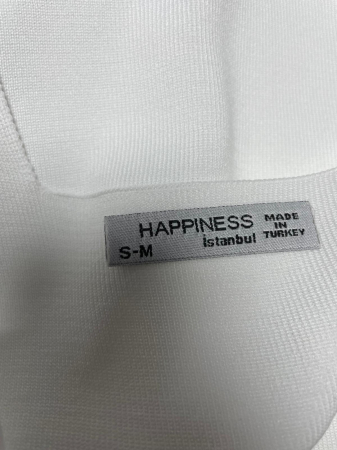 HAPPINESS
istanbul
S-M
MADE
IN
TURKEY